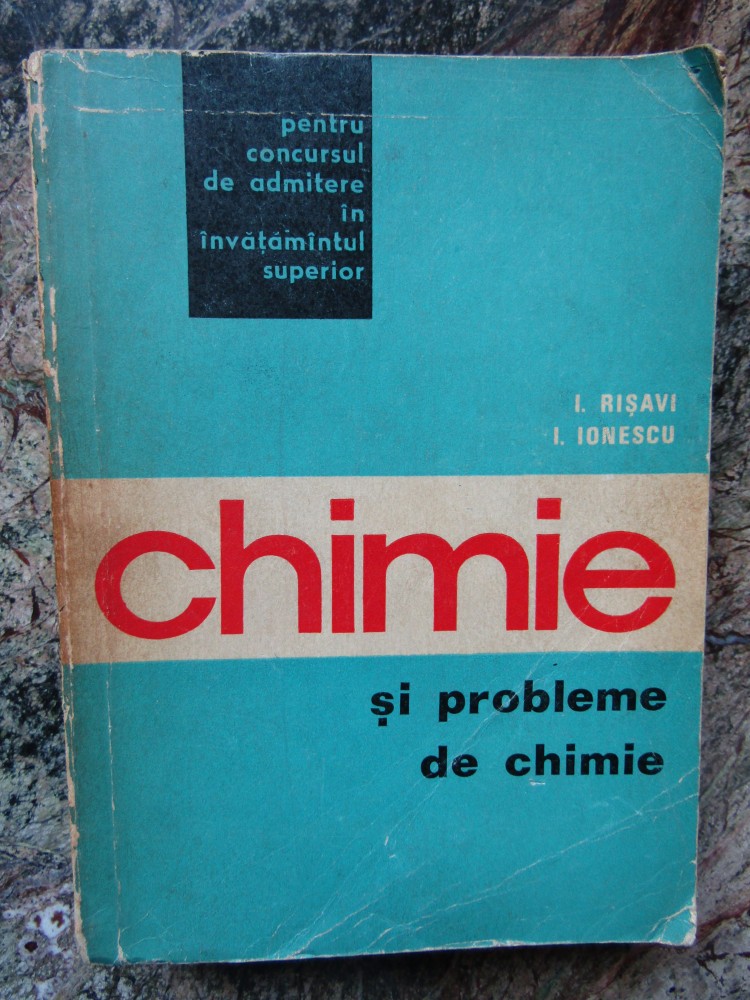 pentru
concursul
de admitere
în
învățămîntul
superior
I. RIȘAVI
I. IONESCU
chimie
și probleme
de chimie